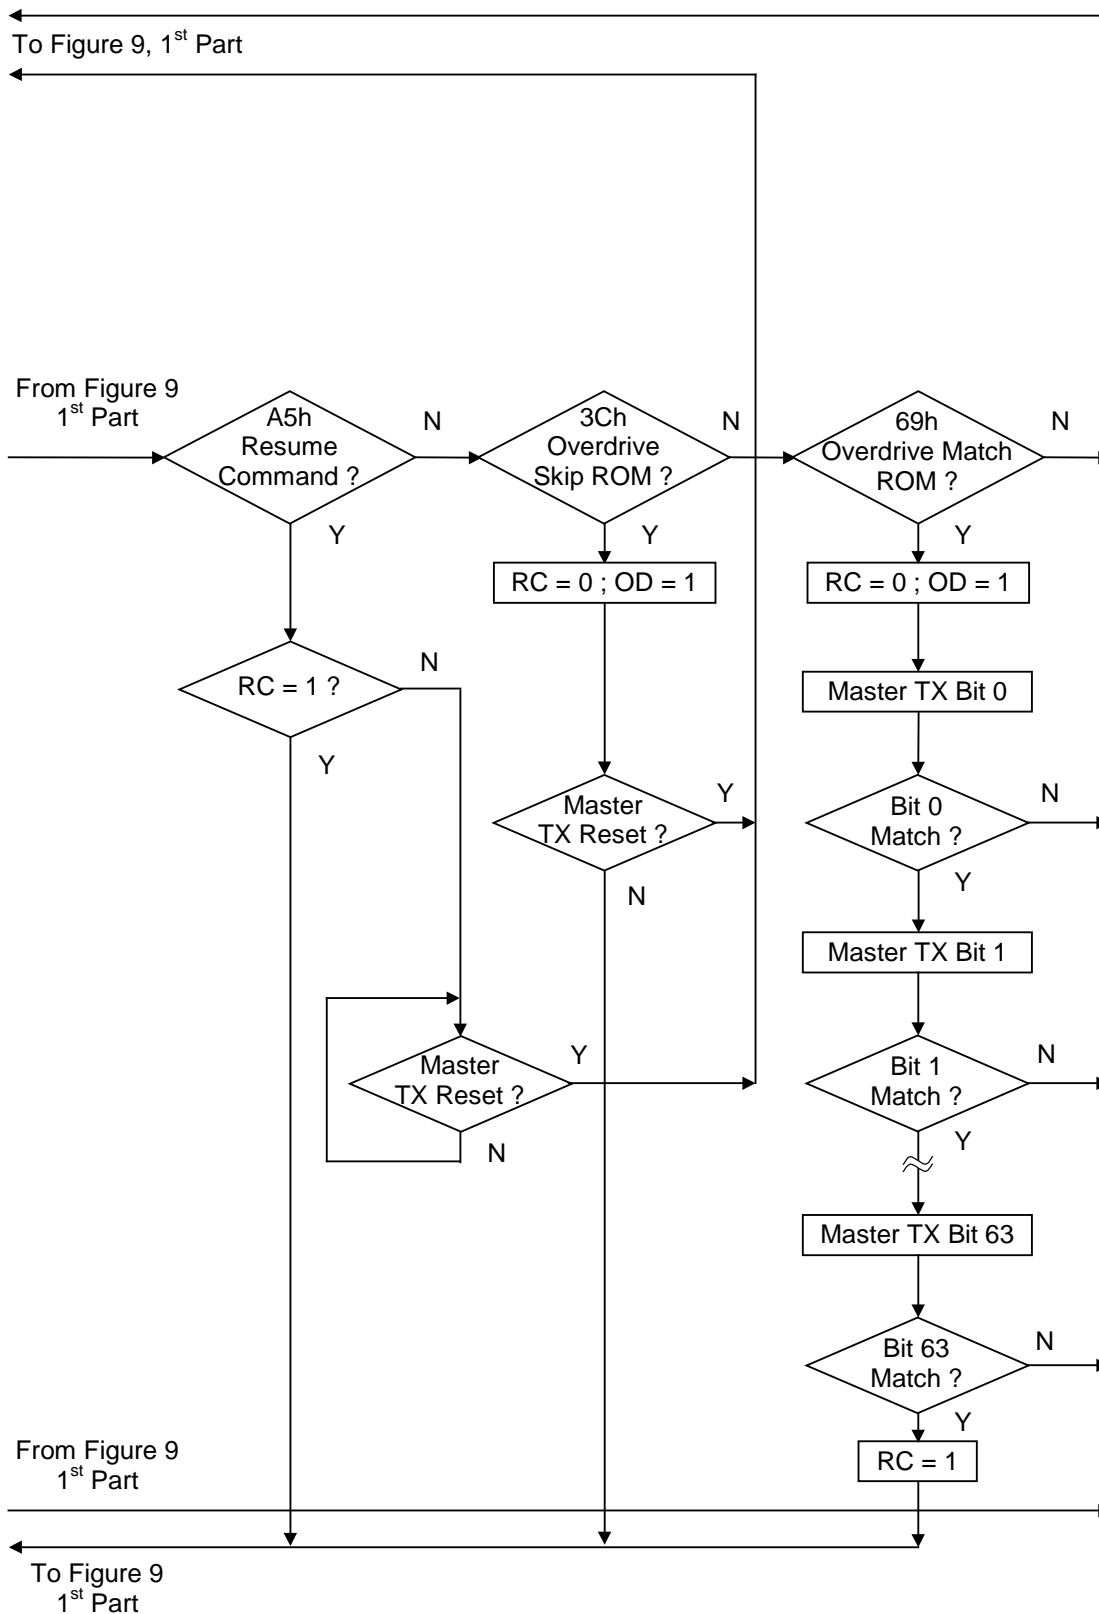 To Figure 9, 1st Part
From Figure 9
1st Part
A5h
Resume
Command ?
N
Y
3Ch
Overdrive
Skip ROM ?
N
Y
69h
Overdrive Match
ROM ?
N
Y
RC = 0 ; OD = 1
RC = 0 ; OD = 1
RC = 1 ?
N
Y
Master TX Bit 0
Master
TX Reset ?
Y
N
Bit 0
Match ?
N
Y
Master TX Bit 1
Master
TX Reset ?
Y
N
Bit 1
Match ?
N
Y
Master TX Bit 63
Bit 63
Match ?
N
Y
RC = 1
From Figure 9
1st Part
To Figure 9
1st Part